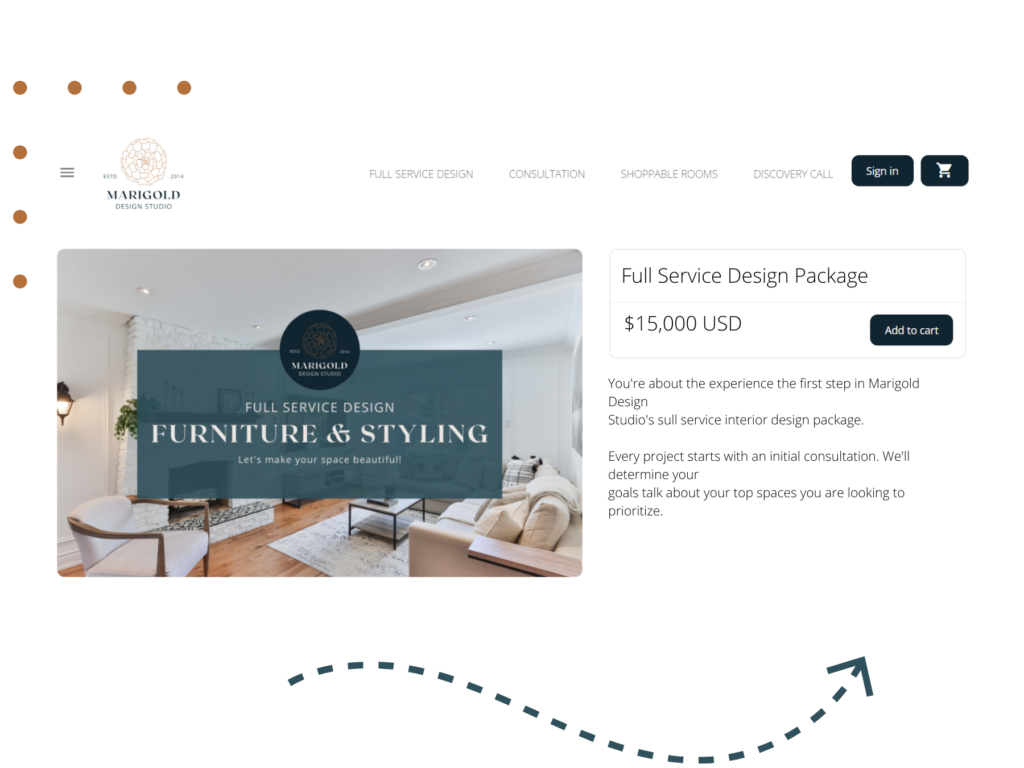 ESTD 2014
MARIGOLD
DESIGN STUDIO
FULL SERVICE DESIGN
CONSULTATION
SHOPPABLE ROOMS
DISCOVERY CALL
Sign in
ESTD 2014
MARIGOLD
DESIGN STUDIO
FULL SERVICE DESIGN
FURNITURE & STYLING
Let's make your space beautiful!
Full Service Design Package
$15,000 USD
Add to cart
You're about the experience the first step in Marigold
Design
Studio's sull service interior design package.
Every project starts with an initial consultation. We'll
determine your
goals talk about your top spaces you are looking to
prioritize.